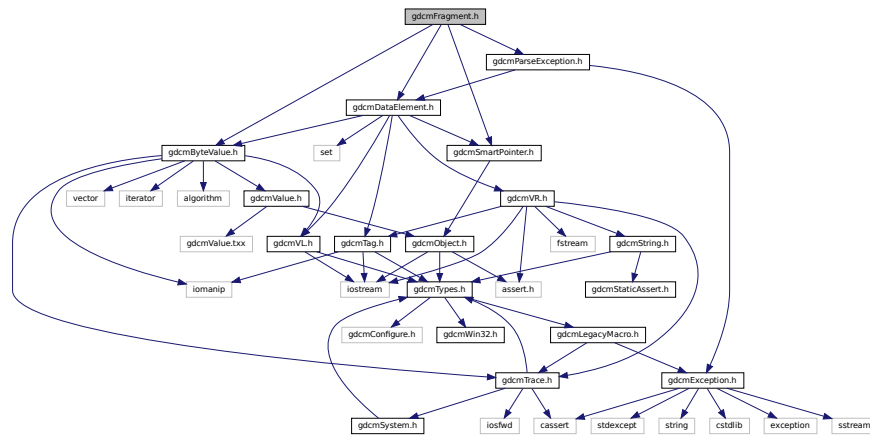 gdcmFragment.h
gdcmParseException.h
gdcmDataElement.h
gdcmByteValue.h
set
gdcmSmartPointer.h
vector
iterator
algorithm
gdcmValue.h
gdcmVR.h
gdcmValue.txx
gdcmVL.h
gdcmTag.h
gdcmObject.h
fstream
gdcmString.h
iomanip
iostream
gdcmTypes.h
assert.h
gdcmStaticAssert.h
gdcmConfigure.h
gdcmWin32.h
gdcmLegacyMacro.h
gdcmTrace.h
gdcmException.h
gdcmSystem.h
iosfwd
cassert
stdexcept
string
cstdlib
exception
sstream